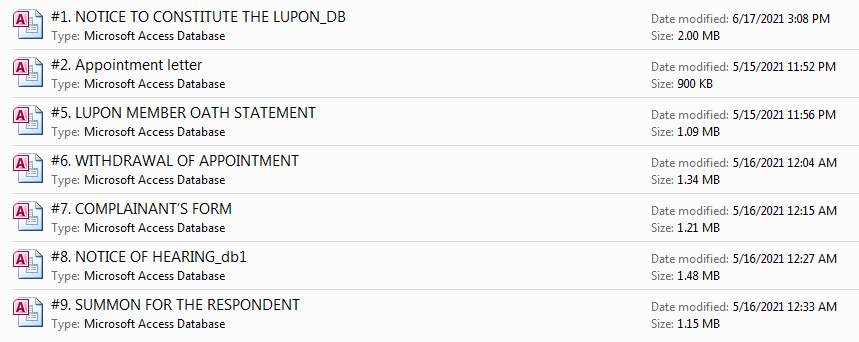 #1. NOTICE TO CONSTITUTE THE LUPON_DB Date modified: 6/17/2021 3:08 PM
Type: Microsoft Access Database Size: 2.00 MB
#2. Appointment letter Date modified: 5/15/2021 11:52 PM
Type: Microsoft Access Database Size: 900 KB
#5. LUPON MEMBER OATH STATEMENT Date modified: 5/15/2021 11:56 PM
Type: Microsoft Access Database Size: 1.09 MB
#6. WITHDRAWAL OF APPOINTMENT Date modified: 5/16/2021 12:04 AM
Type: Microsoft Access Database Size: 1.34 MB
#7. COMPLAINANT'S FORM Date modified: 5/16/2021 12:15 AM
Type: Microsoft Access Database Size: 1.21 MB
#8. NOTICE OF HEARING_db1 Date modified: 5/16/2021 12:27 AM
Type: Microsoft Access Database Size: 1.48 MB
#9. SUMMON FOR THE RESPONDENT Date modified: 5/16/2021 12:33 AM
Type: Microsoft Access Database Size: 1.15 MB